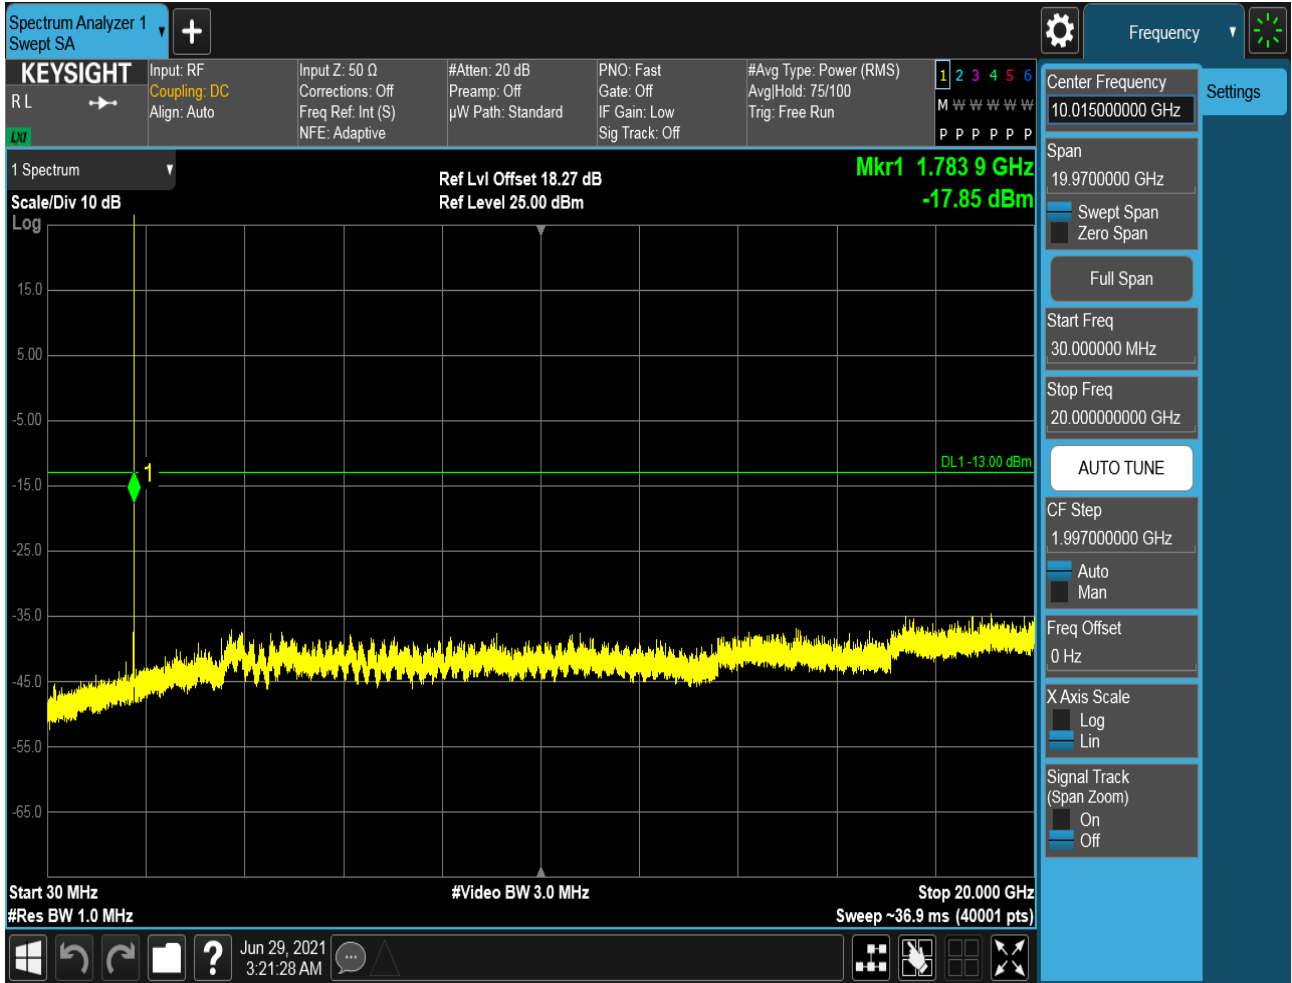 Spectrum Analyzer 1
Swept SA
Frequency
KEYSIGHT
R L
LXI
Input: RF
Coupling: DC
Align: Auto
Input Z: 50 Ω
Corrections: Off
Freq Ref: Int (S)
NFE: Adaptive
#Atten: 20 dB
Preamp: Off
µW Path: Standard
PNO: Fast
Gate: Off
IF Gain: Low
Sig Track: Off
#Avg Type: Power (RMS)
Avg|Hold: 75/100
Trig: Free Run
1 2 3 4 5 6
M W W W W W
P P P P P P
1 Spectrum
Scale/Div 10 dB
Ref Lvl Offset 18.27 dB
Ref Level 25.00 dBm
Mkr1 1.783 9 GHz
-17.85 dBm
Log
15.0
5.00
-5.00
-15.0
-25.0
-35.0
-45.0
-55.0
-65.0
1
DL1 -13.00 dBm
Start 30 MHz
#Res BW 1.0 MHz
#Video BW 3.0 MHz
Stop 20.000 GHz
Sweep ~36.9 ms (40001 pts)
Center Frequency
10.015000000 GHz
Settings
Span
19.9700000 GHz
Swept Span
Zero Span
Full Span
Start Freq
30.000000 MHz
Stop Freq
20.000000000 GHz
AUTO TUNE
CF Step
1.997000000 GHz
Auto
Man
Freq Offset
0 Hz
X Axis Scale
Log
Lin
Signal Track
(Span Zoom)
On
Off
?
Jun 29, 2021
3:21:28 AM